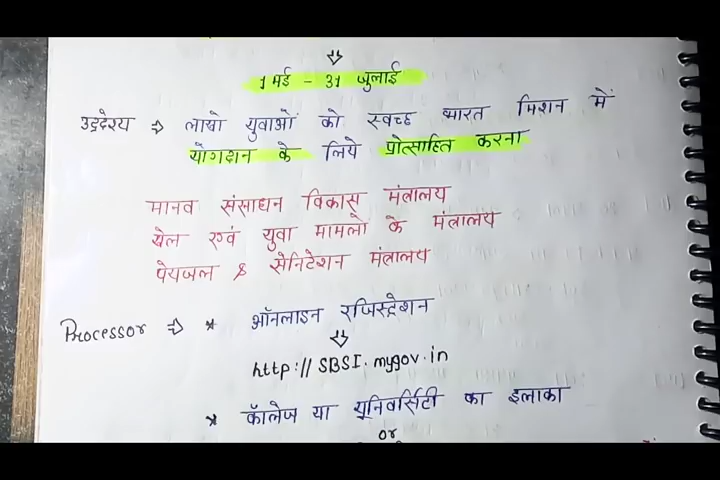 1 मई - 31 जुलाई
उद्देश्य ⇒ लाखो युवाओं को स्वच्छ भारत मिशन में
योगदान के लिये प्रोत्साहित करना
मानव संसाधन विकास मंत्रालय
खेल एवं युवा मामलो के मंत्रालय
पेयजल & सेनिटेशन मंत्रालय
Processor ⇒ * ऑनलाइन रजिस्ट्रेशन
http://SBSI.mygov.in
* कॉलेज या यूनिवर्सिटी का इलाका
or